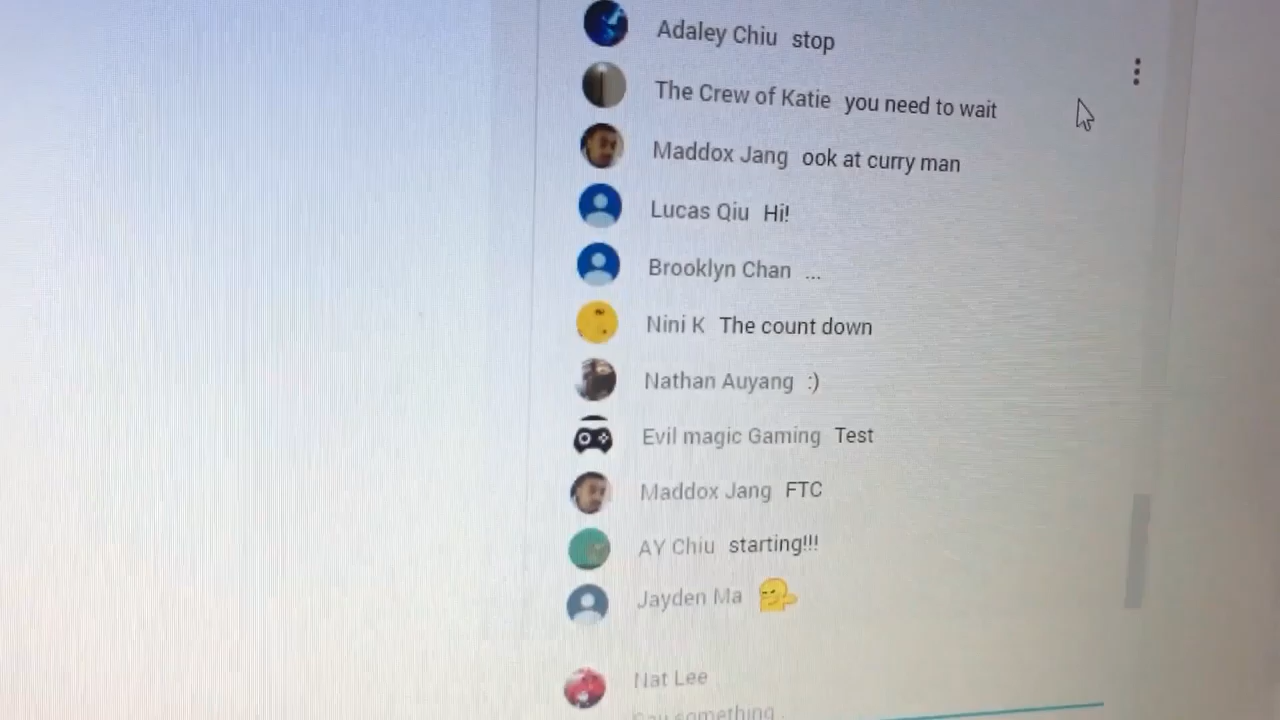 Adaley Chiu stop
The Crew of Katie you need to wait
Maddox Jang ook at curry man
Lucas Qiu Hi!
Brooklyn Chan ...
Nini K The count down
Nathan Auyang :)
Evil magic Gaming Test
Maddox Jang FTC
AY Chiu starting!!!
Jayden Ma
Nat Lee
Say something...